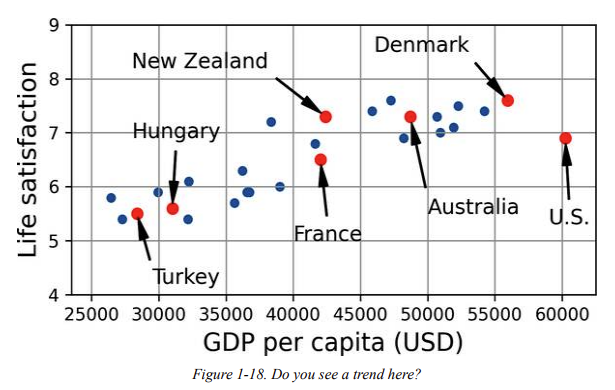 9
8
7
6
5
4
Life satisfaction
Denmark
New Zealand
Hungary
Australia
U.S.
France
Turkey
25000 30000 35000 40000 45000 50000 55000 60000
GDP per capita (USD)
Figure 1-18. Do you see a trend here?